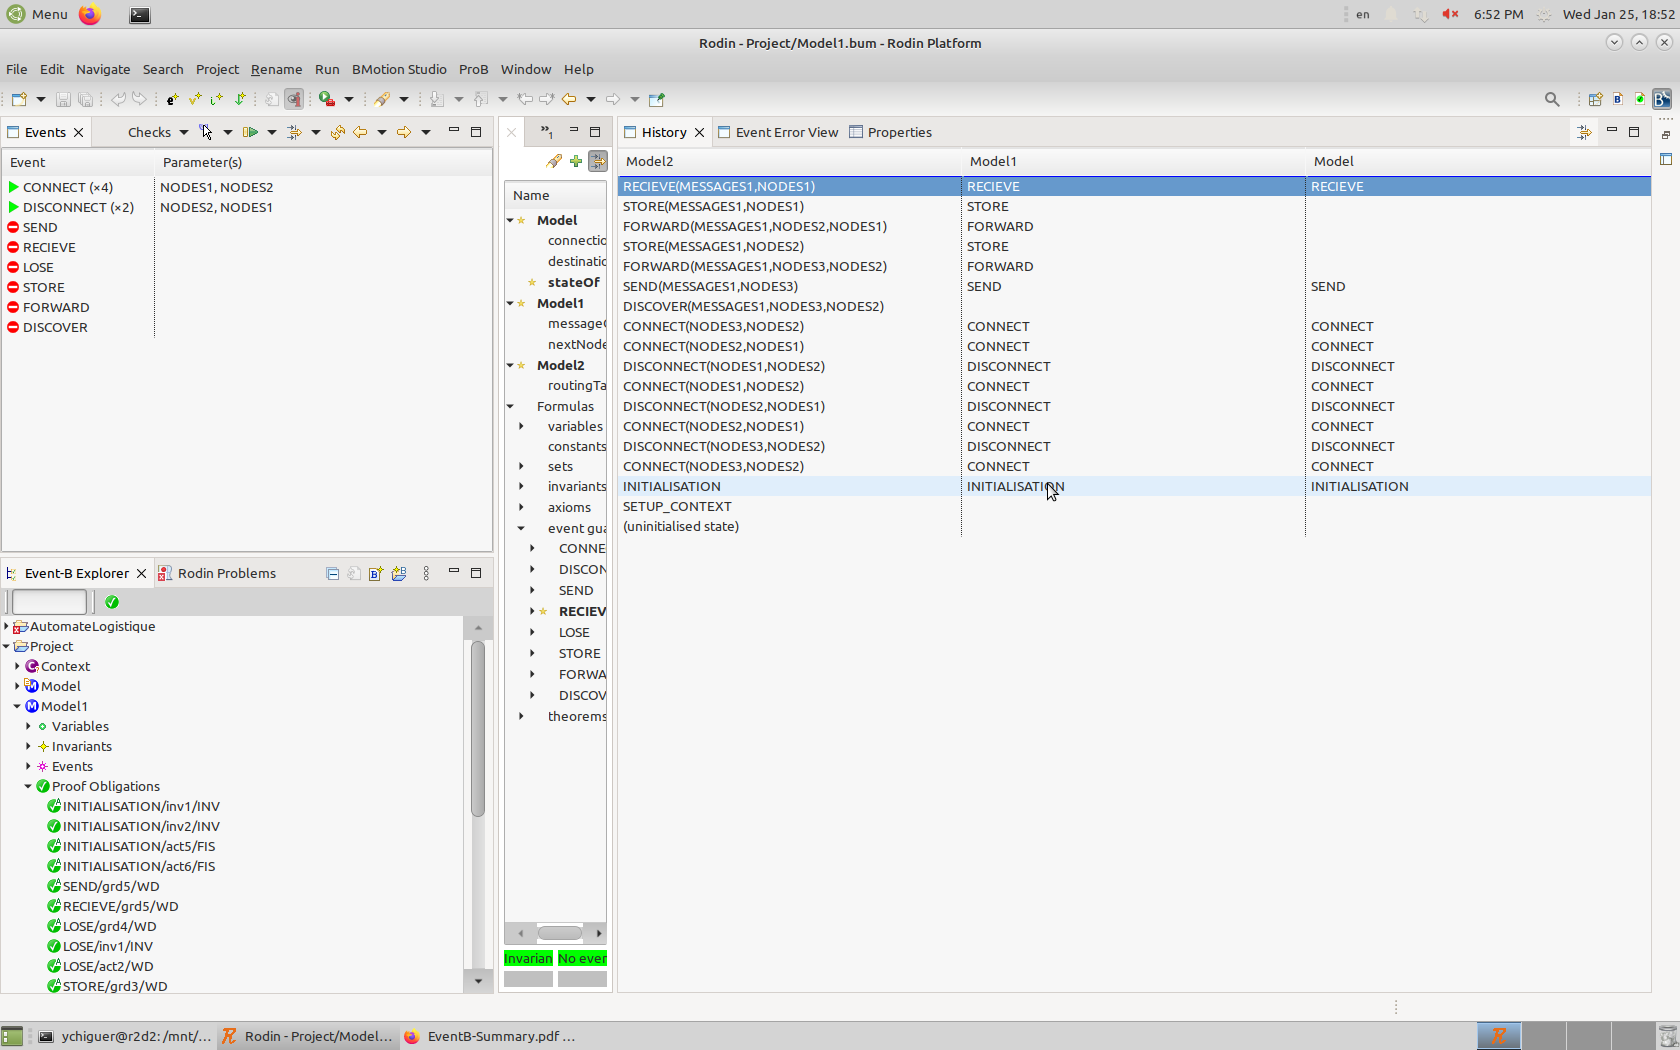 Menu
en
6:52 PM
Wed Jan 25, 18:52
Rodin - Project/Model1.bum - Rodin Platform
File Edit Navigate Search Project Rename Run BMotion Studio ProB Window Help
Events
Checks
Event Parameter(s)
CONNECT (×4) NODES1, NODES2
DISCONNECT (×2) NODES2, NODES1
SEND
RECIEVE
LOSE
STORE
FORWARD
DISCOVER
Event-B Explorer
Rodin Problems
AutomateLogistique
Project
Context
Model
Model1
Variables
Invariants
Events
Proof Obligations
INITIALISATION/inv1/INV
INITIALISATION/inv2/INV
INITIALISATION/act5/FIS
INITIALISATION/act6/FIS
SEND/grd5/WD
RECIEVE/grd5/WD
LOSE/grd4/WD
LOSE/inv1/INV
LOSE/act2/WD
STORE/grd3/WD
»1
Name
Model
connectio
destinatio
stateOf
Model1
message
nextNode
Model2
routingTa
Formulas
variables
constants
sets
invariants
axioms
event gua
CONNE
DISCON
SEND
RECIEV
LOSE
STORE
FORWA
DISCOV
theorems
Invarian
No ever
History
Event Error View
Properties
Model2 Model1 Model
RECIEVE(MESSAGES1,NODES1) RECIEVE RECIEVE
STORE(MESSAGES1,NODES1) STORE
FORWARD(MESSAGES1,NODES2,NODES1) FORWARD
STORE(MESSAGES1,NODES2) STORE
FORWARD(MESSAGES1,NODES3,NODES2) FORWARD
SEND(MESSAGES1,NODES3) SEND SEND
DISCOVER(MESSAGES1,NODES3,NODES2)
CONNECT(NODES3,NODES2) CONNECT CONNECT
CONNECT(NODES2,NODES1) CONNECT CONNECT
DISCONNECT(NODES1,NODES2) DISCONNECT DISCONNECT
CONNECT(NODES1,NODES2) CONNECT CONNECT
DISCONNECT(NODES2,NODES1) DISCONNECT DISCONNECT
CONNECT(NODES2,NODES1) CONNECT CONNECT
DISCONNECT(NODES3,NODES2) DISCONNECT DISCONNECT
CONNECT(NODES3,NODES2) CONNECT CONNECT
INITIALISATION INITIALISATION INITIALISATION
SETUP_CONTEXT
(uninitialised state)
ychiguer@r2d2: /mnt/...
Rodin - Project/Model...
EventB-Summary.pdf ...